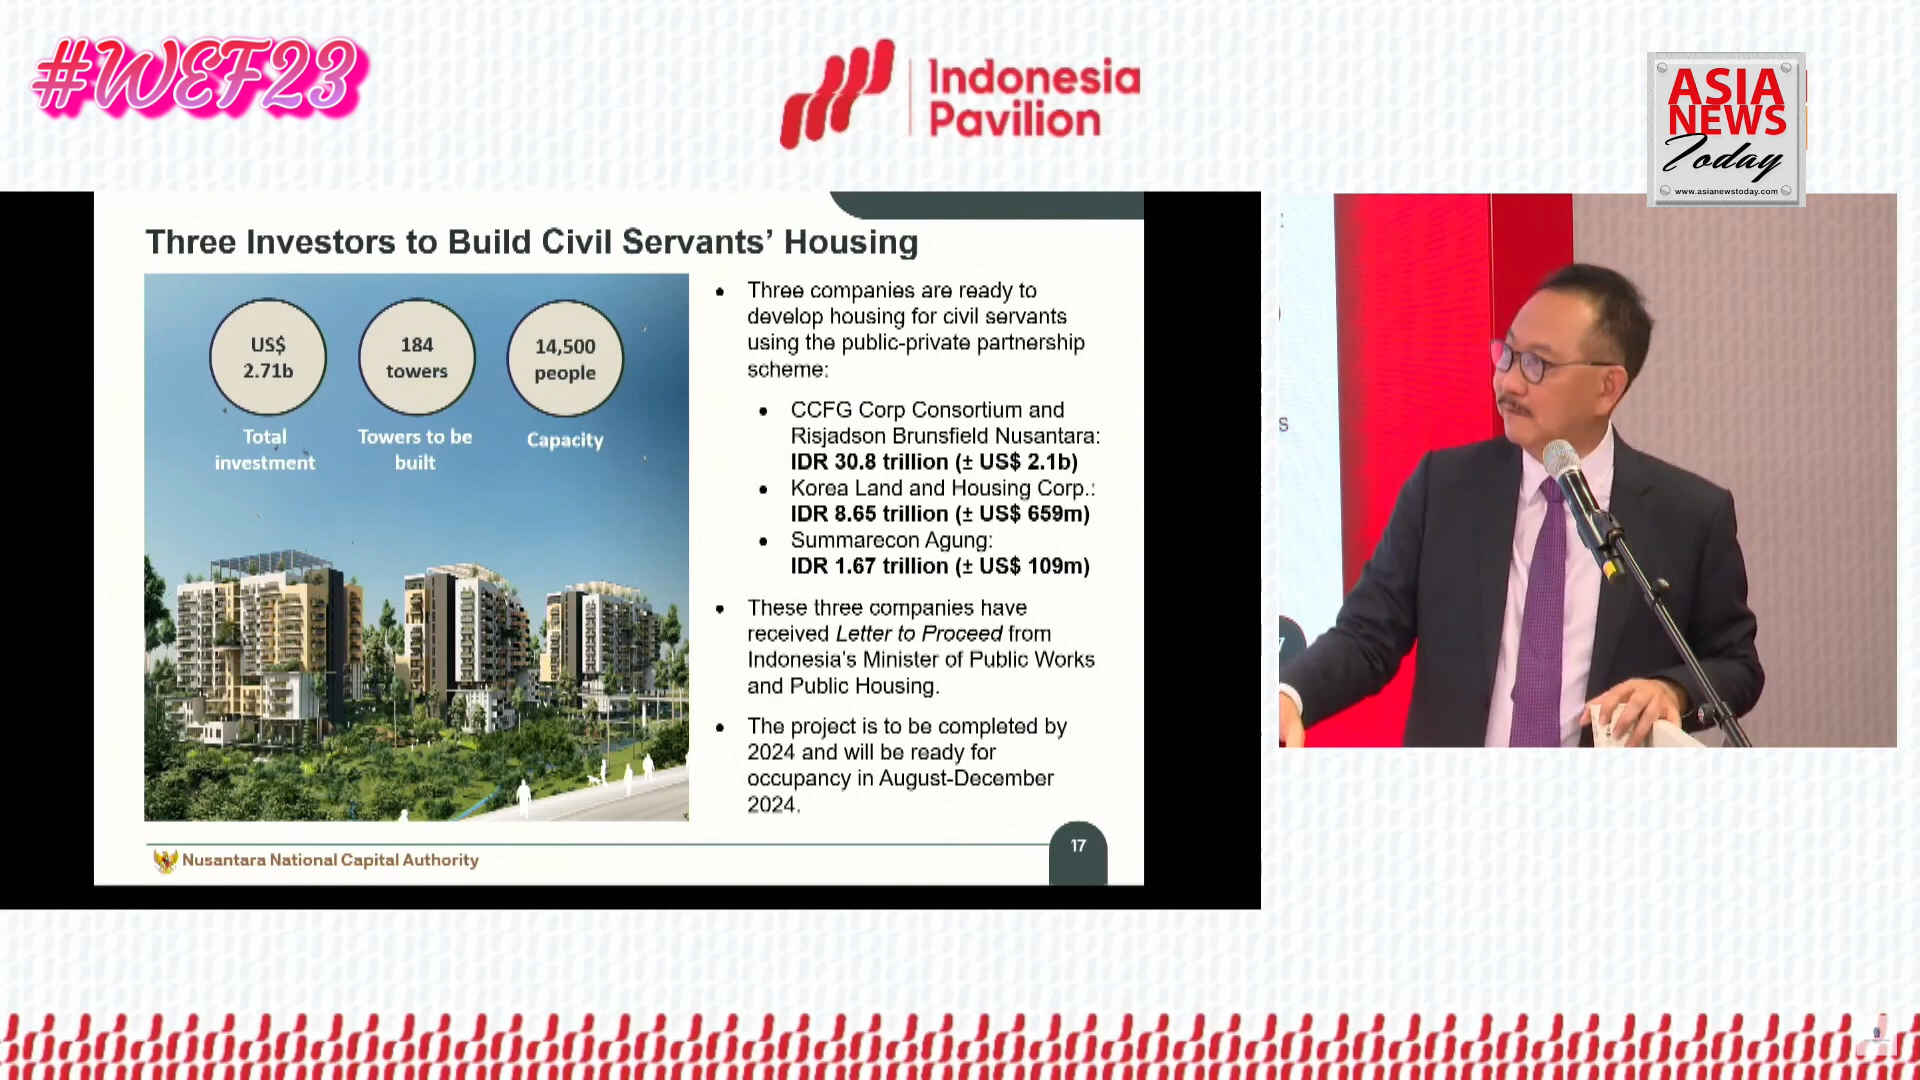 #WEF23
Indonesia
Pavilion
ASIA
NEWS
Today
www.asianewstoday.com
Three Investors to Build Civil Servants’ Housing
US$
2.71b
Total
investment
184
towers
Towers to be
built
14,500
people
Capacity
• Three companies are ready to
develop housing for civil servants
using the public-private partnership
scheme:
• CCFG Corp Consortium and
Risjadson Brunsfield Nusantara:
IDR 30.8 trillion (± US$ 2.1b)
• Korea Land and Housing Corp.:
IDR 8.65 trillion (± US$ 659m)
• Summarecon Agung:
IDR 1.67 trillion (± US$ 109m)
• These three companies have
received Letter to Proceed from
Indonesia’s Minister of Public Works
and Public Housing.
• The project is to be completed by
2024 and will be ready for
occupancy in August-December
2024.
Nusantara National Capital Authority
17